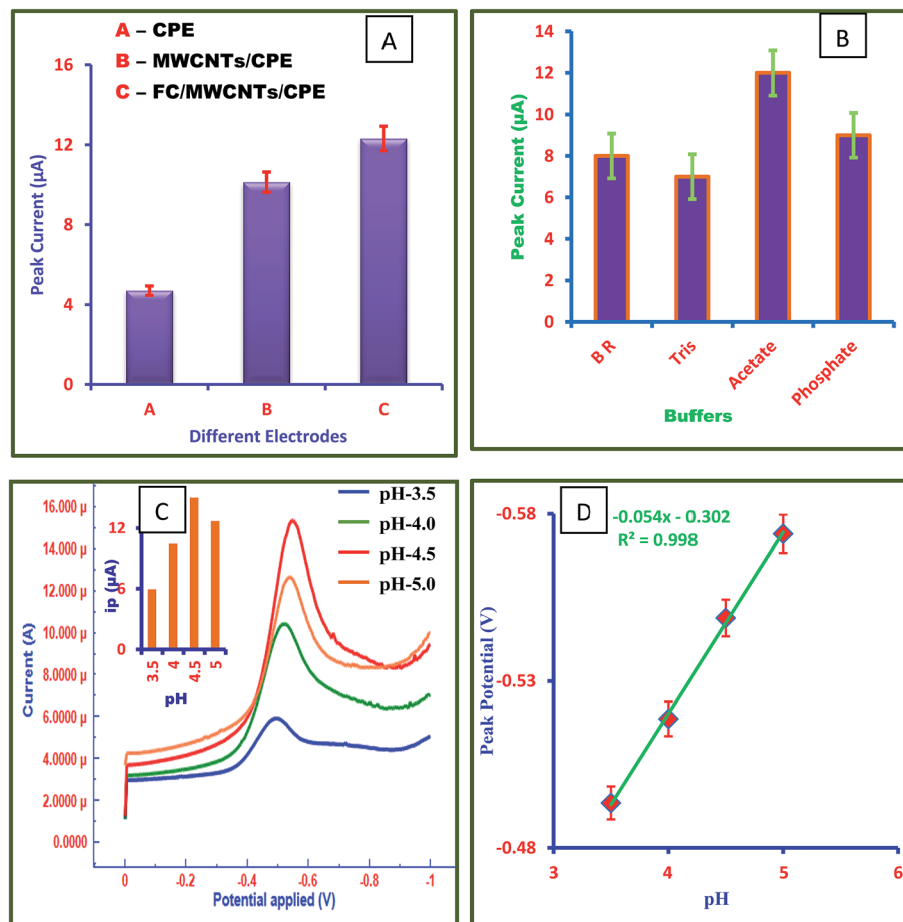 A – CPE
B – MWCNTs/CPE
C – FC/MWCNTs/CPE
A
16
12
8
4
0
Peak Current (µA)
A B C
Different Electrodes
B
14
12
10
8
6
4
2
0
Peak Current (µA)
B R Tris Acetate Phosphate
Buffers
C
pH-3.5
pH-4.0
pH-4.5
pH-5.0
16.000 µ
14.000 µ
12.000 µ
10.000 µ
8.0000 µ
6.0000 µ
4.0000 µ
2.0000 µ
0.0000
Current (A)
12
6
0
ip (µA)
3.5 4 4.5 5
pH
0 -0.2 -0.4 -0.6 -0.8 -1
Potential applied (V)
D
-0.054x - 0.302
R² = 0.998
-0.58
-0.53
-0.48
Peak Potential (V)
3 4 5 6
pH